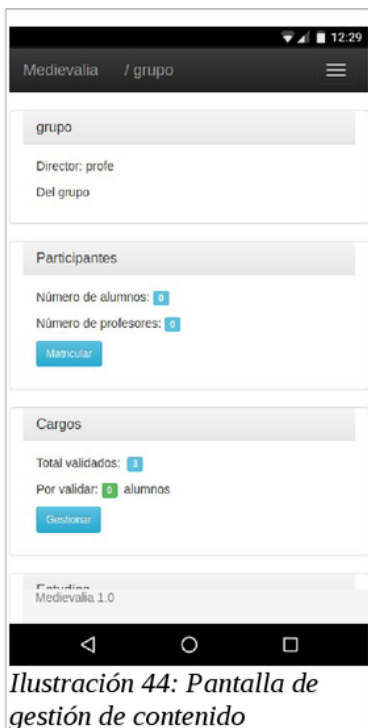 12:29
Medievalia / grupo
grupo
Director: profe
Del grupo
Participantes
Número de alumnos: 0
Número de profesores: 0
Matricular
Cargos
Total validados: 3
Por validar: 0 alumnos
Gestionar
Estudios
Medievalia 1.0
Ilustración 44: Pantalla de
gestión de contenido